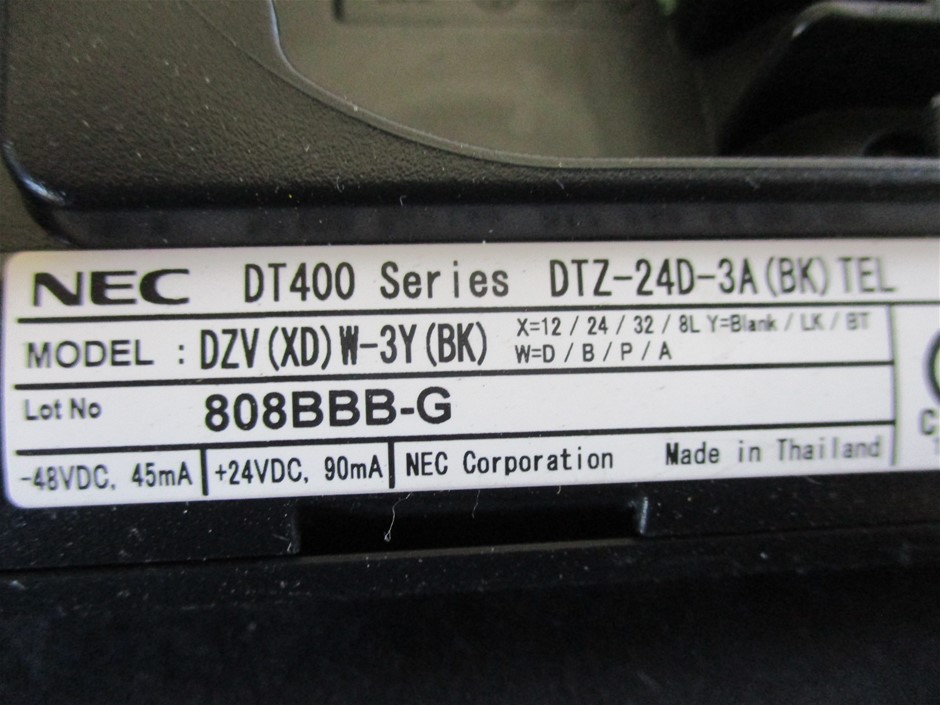 NEC DT400 Series DTZ-24D-3A(BK)TEL
MODEL : DZV(XD)W-3Y(BK) X=12 / 24 / 32 / 8L Y=Blank / LK / BT
W=D / B / P / A
Lot No 808BBB-G
-48VDC, 45mA +24VDC, 90mA NEC Corporation Made in Thailand